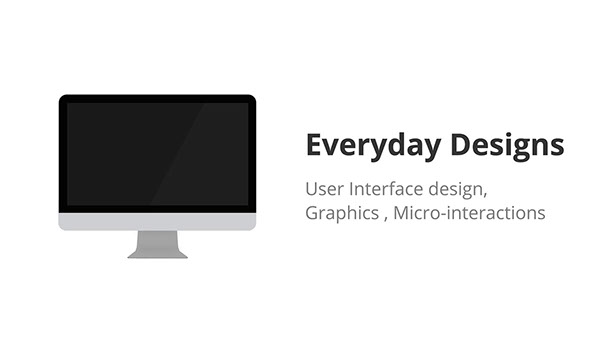 Everyday Designs
User Interface design,
Graphics , Micro-interactions